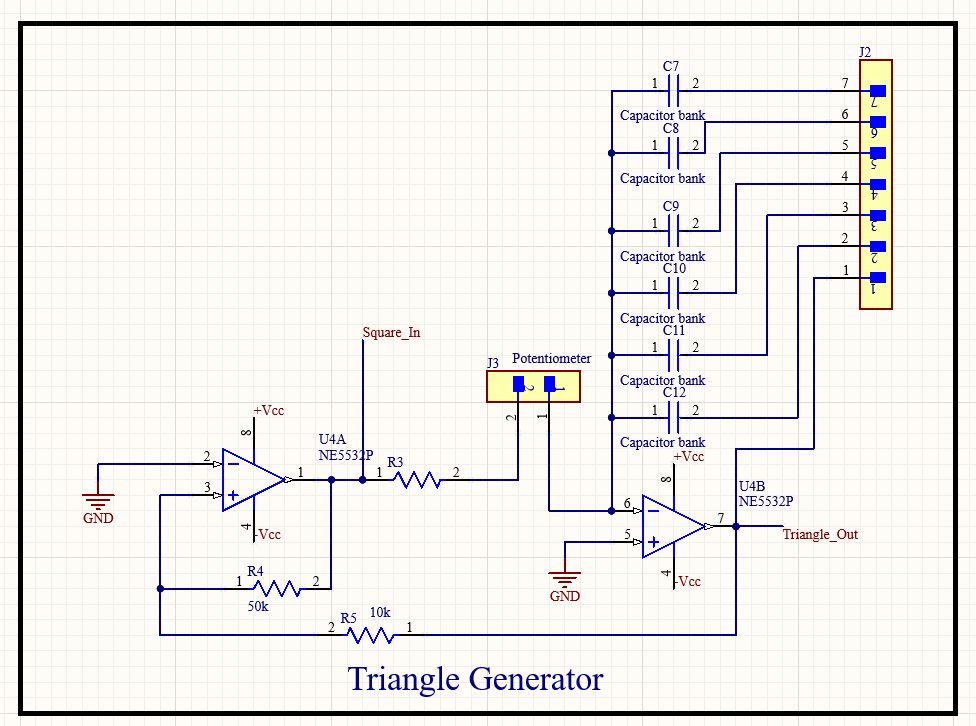 J2
C7
1 2 7 7
Capacitor bank
6 6
C8
1 2 5 5
Capacitor bank
4 4
C9
3 3
1 2
Capacitor bank
2 2
C10
1 1
1 2
Capacitor bank
C11
Square_In
1 2
J3 Potentiometer
Capacitor bank
2 1
C12
2 1
1 2
+Vcc
Capacitor bank
8
U4A
NE5532P
+Vcc
2
1
R3
1 2
8
3
U4B
NE5532P
6
GND
4
-Vcc
7
5
Triangle_Out
4
-Vcc
R4
1 2
GND
50k
R5 10k
2 1
Triangle Generator